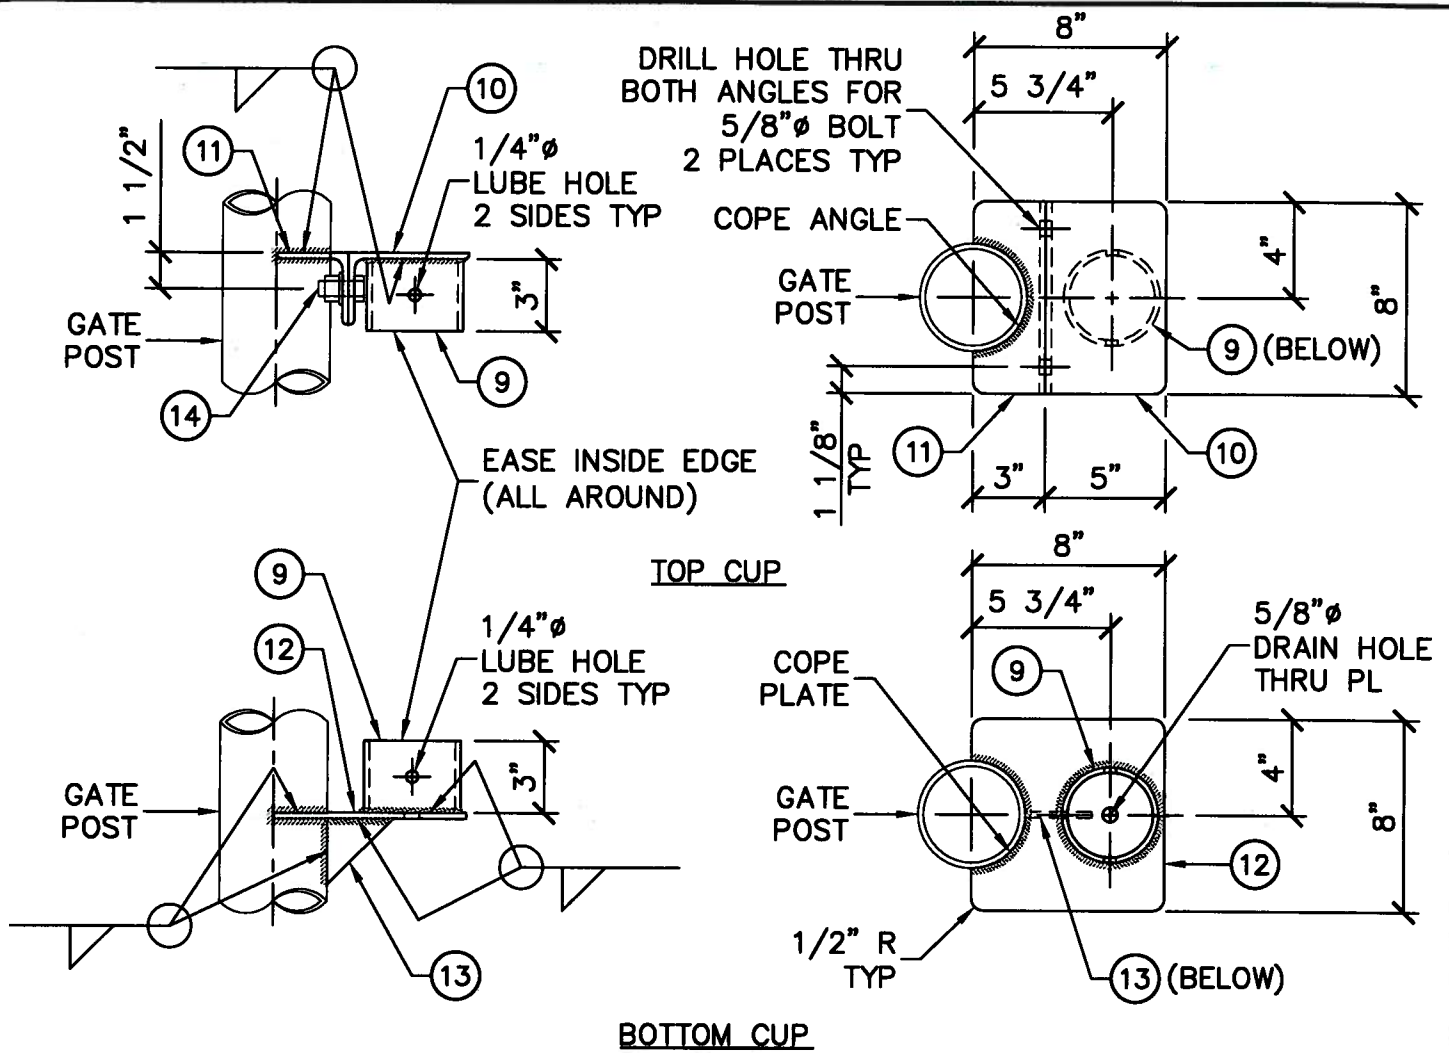 1 1/2"
11
10
1/4"ø
LUBE HOLE
2 SIDES TYP
3"
GATE
POST
14
9
EASE INSIDE EDGE
(ALL AROUND)
8"
5 3/4"
DRILL HOLE THRU
BOTH ANGLES FOR
5/8"ø BOLT
2 PLACES TYP
COPE ANGLE
GATE
POST
4"
8"
9 (BELOW)
1 1/8"
TYP
11
10
3"
5"
TOP CUP
9
12
1/4"ø
LUBE HOLE
2 SIDES TYP
3"
GATE
POST
13
8"
5 3/4"
5/8"ø
DRAIN HOLE
THRU PL
9
COPE
PLATE
GATE
POST
4"
8"
12
1/2" R
TYP
13 (BELOW)
BOTTOM CUP